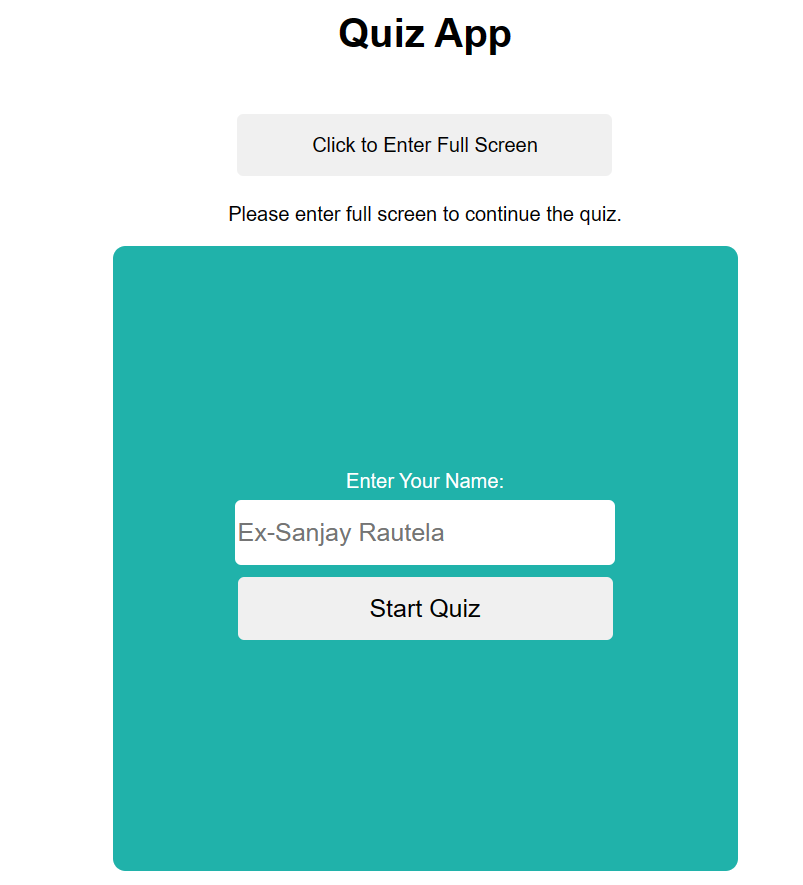 Quiz App
Click to Enter Full Screen
Please enter full screen to continue the quiz.
Enter Your Name:
Ex-Sanjay Rautela
Start Quiz